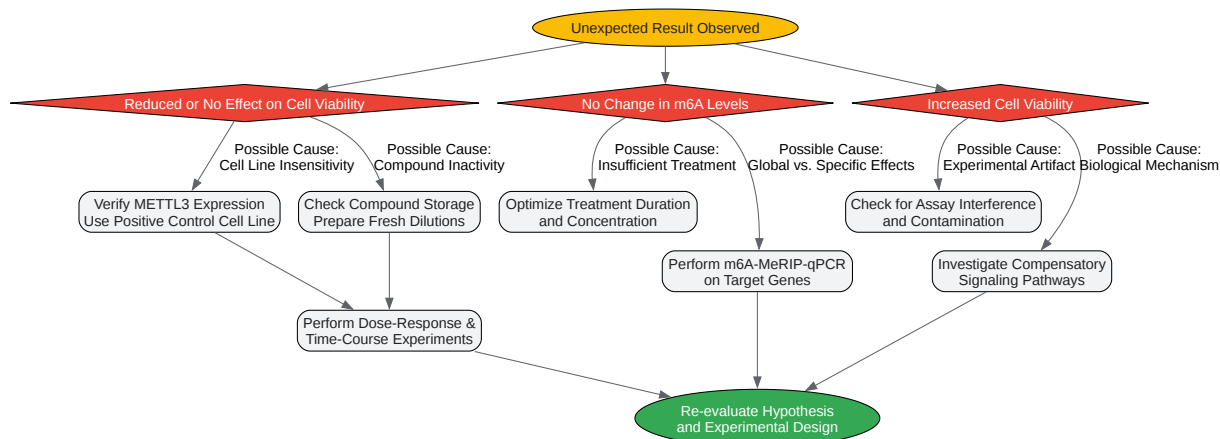 Unexpected Result Observed
Reduced or No Effect on Cell Viability
No Change in m6A Levels
Increased Cell Viability
Possible Cause:
Cell Line Insensitivity
Possible Cause:
Compound Inactivity
Possible Cause:
Insufficient Treatment
Possible Cause:
Global vs. Specific Effects
Possible Cause:
Experimental Artifact
Possible Cause:
Biological Mechanism
Verify METTL3 Expression
Use Positive Control Cell Line
Check Compound Storage
Prepare Fresh Dilutions
Optimize Treatment Duration
and Concentration
Check for Assay Interference
and Contamination
Perform m6A-MeRIP-qPCR
on Target Genes
Investigate Compensatory
Signaling Pathways
Perform Dose-Response &
Time-Course Experiments
Re-evaluate Hypothesis
and Experimental Design